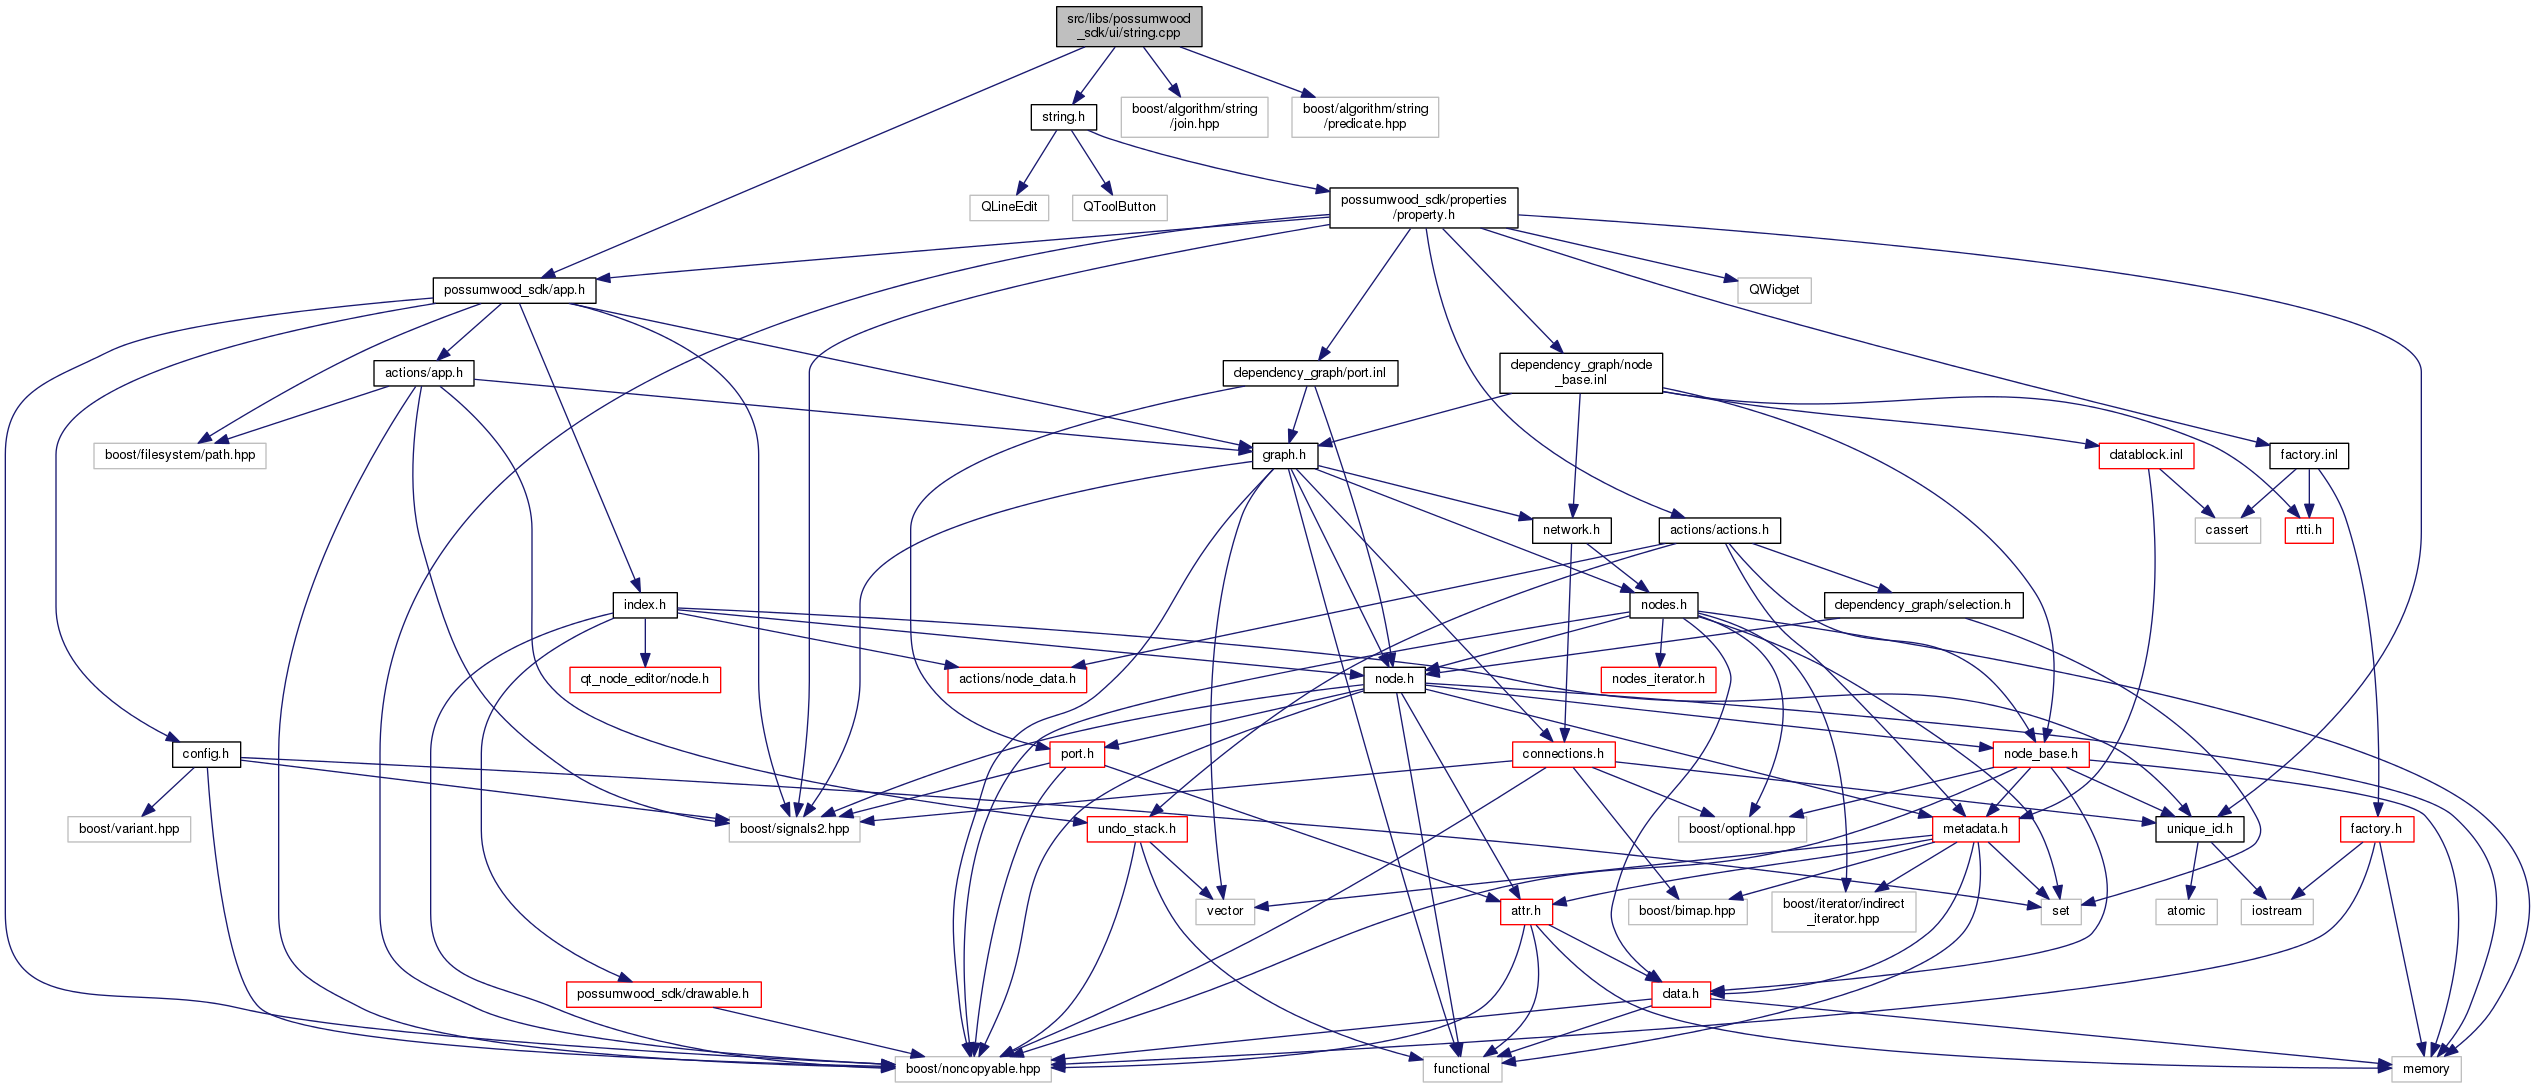 src/libs/possumwood
_sdk/ui/string.cpp
string.h
boost/algorithm/string
/join.hpp
boost/algorithm/string
/predicate.hpp
QLineEdit
QToolButton
possumwood_sdk/properties
/property.h
possumwood_sdk/app.h
QWidget
actions/app.h
dependency_graph/port.inl
dependency_graph/node
_base.inl
boost/filesystem/path.hpp
graph.h
datablock.inl
factory.inl
network.h
actions/actions.h
cassert
rtti.h
index.h
nodes.h
dependency_graph/selection.h
qt_node_editor/node.h
actions/node_data.h
node.h
nodes_iterator.h
config.h
port.h
connections.h
node_base.h
boost/variant.hpp
boost/signals2.hpp
undo_stack.h
boost/optional.hpp
metadata.h
unique_id.h
factory.h
vector
attr.h
boost/bimap.hpp
boost/iterator/indirect
_iterator.hpp
set
atomic
iostream
possumwood_sdk/drawable.h
data.h
boost/noncopyable.hpp
functional
memory